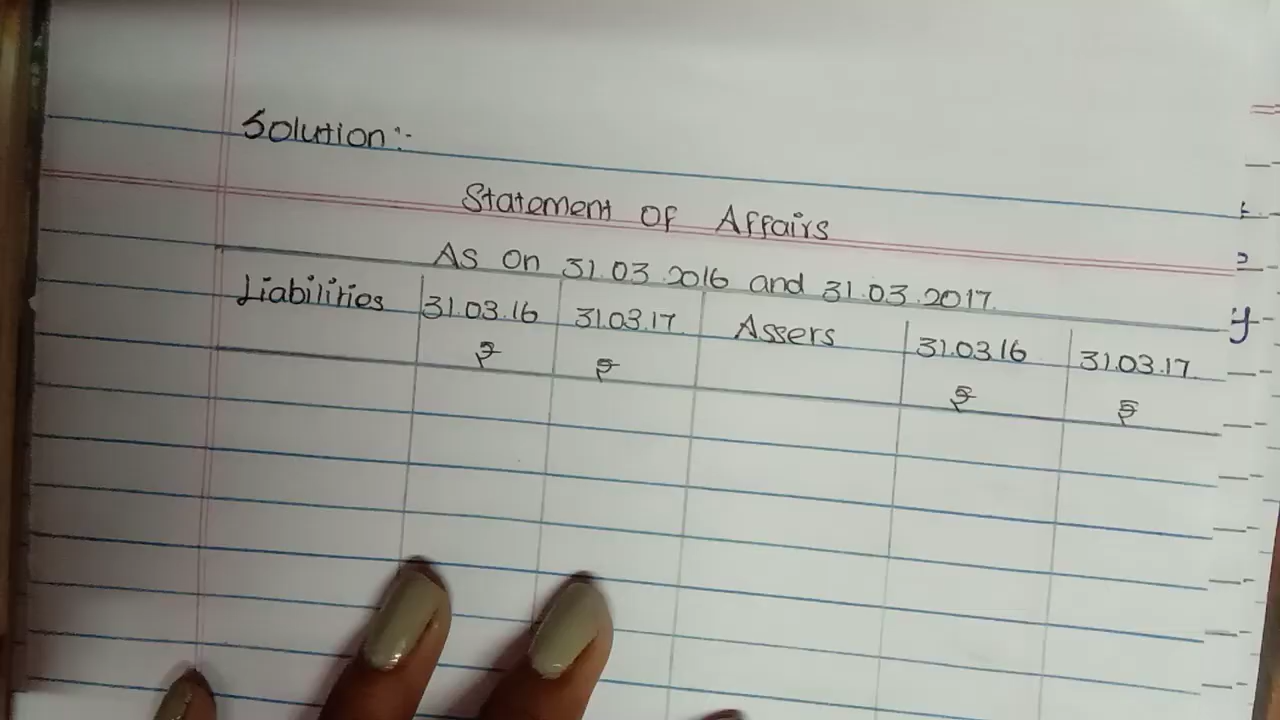 Solution:-
Statement Of Affairs
As On 31.03.2016 and 31.03.2017.
Liabilities 31.03.16 31.03.17. Assers 31.03.16 31.03.17.
₹ ₹ ₹ ₹